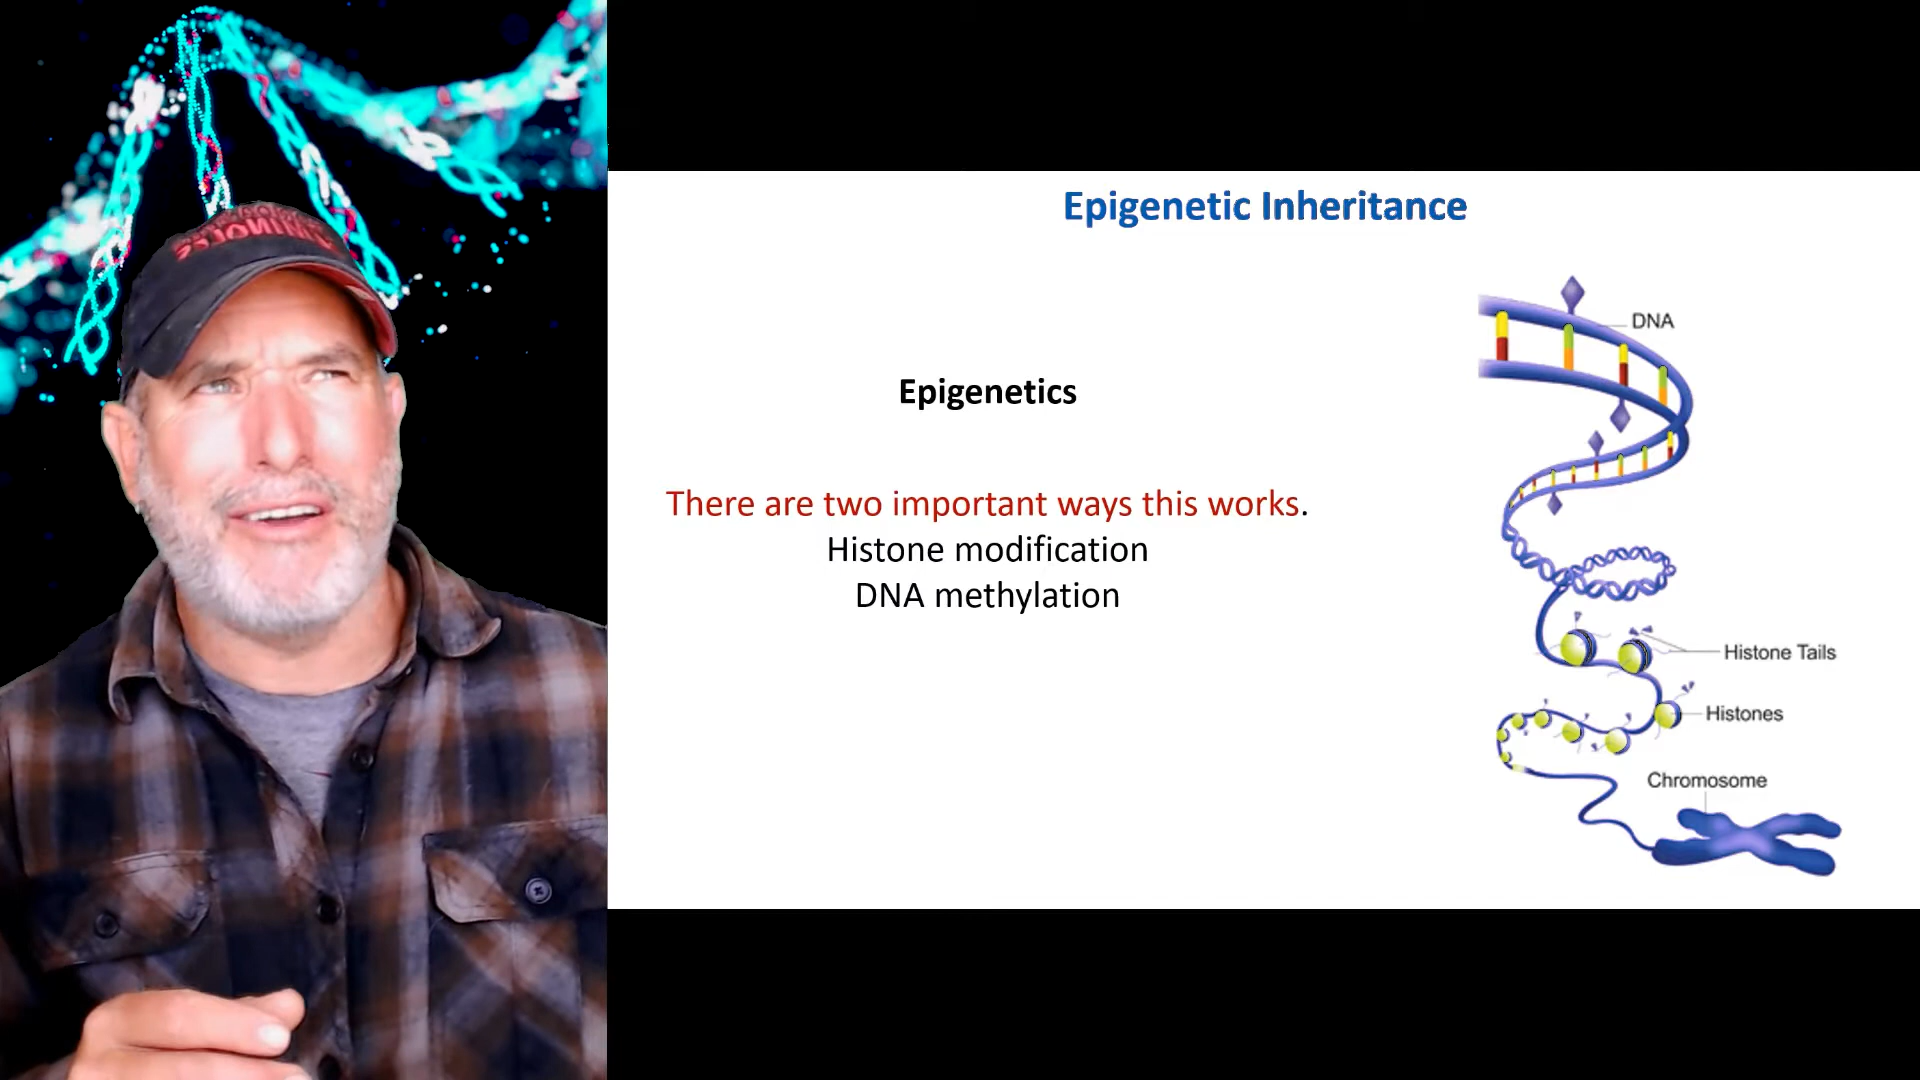 Epigenetic Inheritance
Epigenetics
There are two important ways this works.
Histone modification
DNA methylation
DNA
Histone Tails
Histones
Chromosome